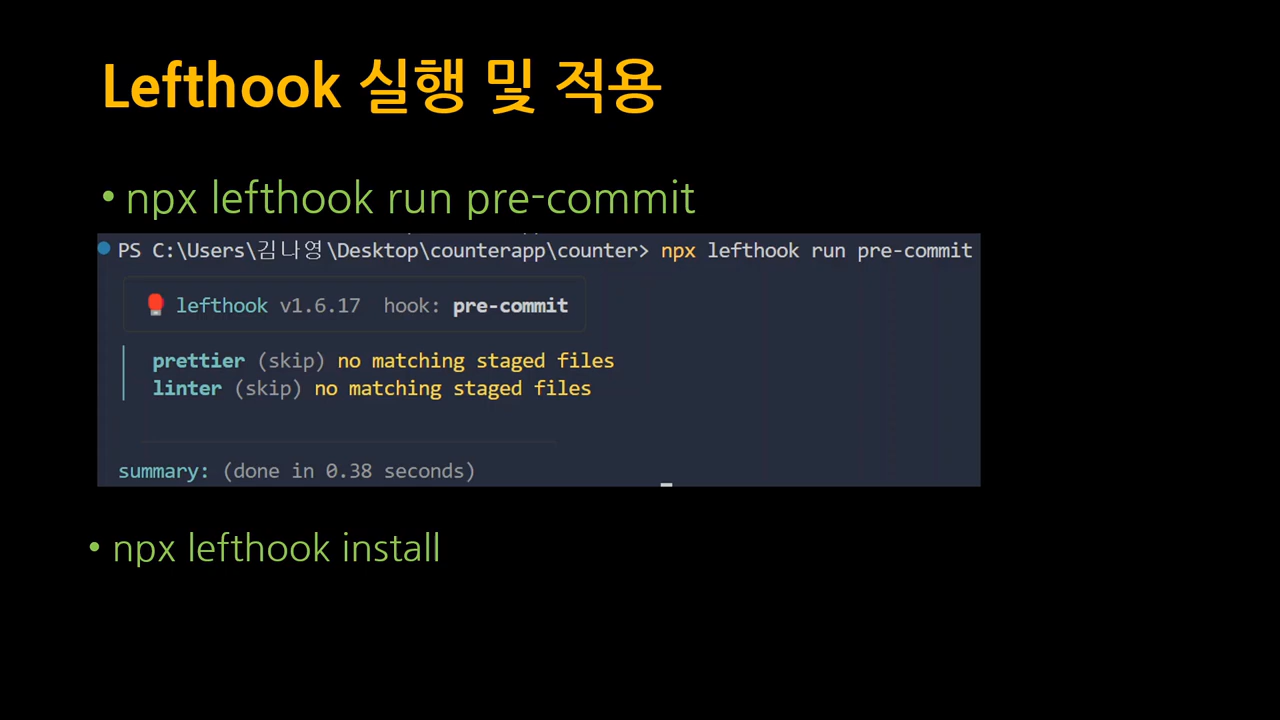 Lefthook 실행 및 적용
• npx lefthook run pre-commit
PS C:\Users\김나영\Desktop\counterapp\counter> npx lefthook run pre-commit
🥊 lefthook v1.6.17 hook: pre-commit
prettier (skip) no matching staged files
linter (skip) no matching staged files
summary: (done in 0.38 seconds)
• npx lefthook install